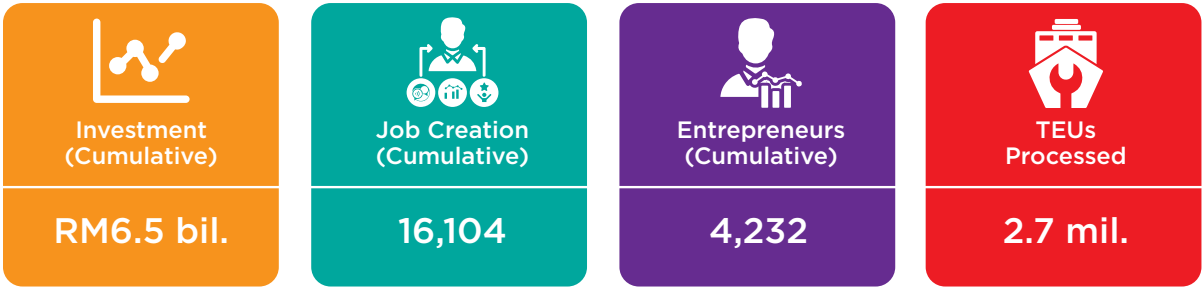 Investment
(Cumulative)
RM6.5 bil.
Job Creation
(Cumulative)
16,104
Entrepreneurs
(Cumulative)
4,232
TEUs
Processed
2.7 mil.